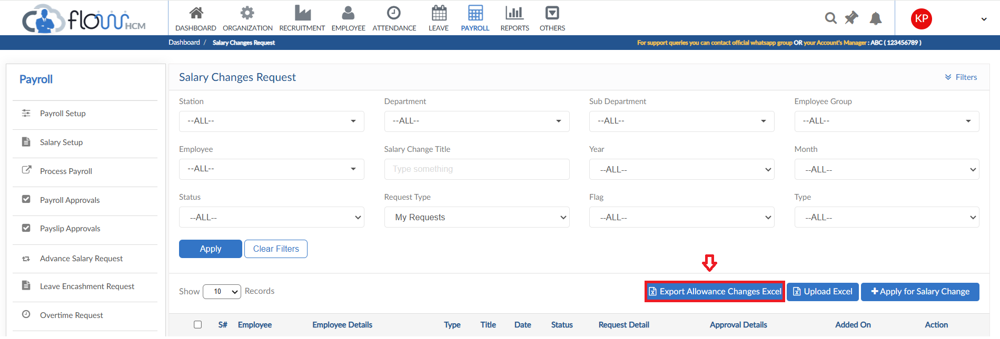 flowHCM
DASHBOARD ORGANIZATION RECRUITMENT EMPLOYEE ATTENDANCE LEAVE PAYROLL REPORTS OTHERS
KP
Dashboard / Salary Changes Request
For support queries you can contact official whatsapp group OR your Account's Manager : ABC ( 123456789 )
Payroll
Payroll Setup
Salary Setup
Process Payroll
Payroll Approvals
Payslip Approvals
Advance Salary Request
Leave Encashment Request
Overtime Request
Salary Changes Request
Filters
Station Department Sub Department Employee Group
--ALL-- --ALL-- --ALL-- --ALL--
Employee Salary Change Title Year Month
--ALL-- Type something --ALL-- --ALL--
Status Request Type Flag Type
--ALL-- My Requests --ALL-- --ALL--
Apply Clear Filters
Show 10 Records
Export Allowance Changes Excel Upload Excel +Apply for Salary Change
S# Employee Employee Details Type Title Date Status Request Detail Approval Details Added On Action